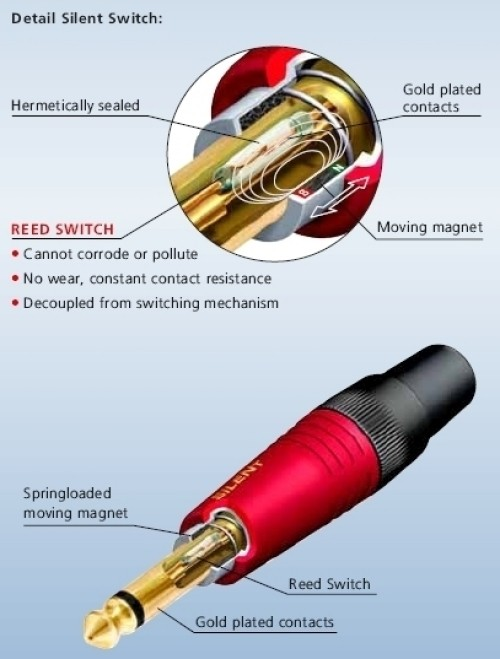 Detail Silent Switch:
Gold plated
contacts
Hermetically sealed
Moving magnet
REED SWITCH
• Cannot corrode or pollute
• No wear, constant contact resistance
• Decoupled from switching mechanism
N
S
SILENT
Springloaded
moving magnet
Reed Switch
Gold plated contacts